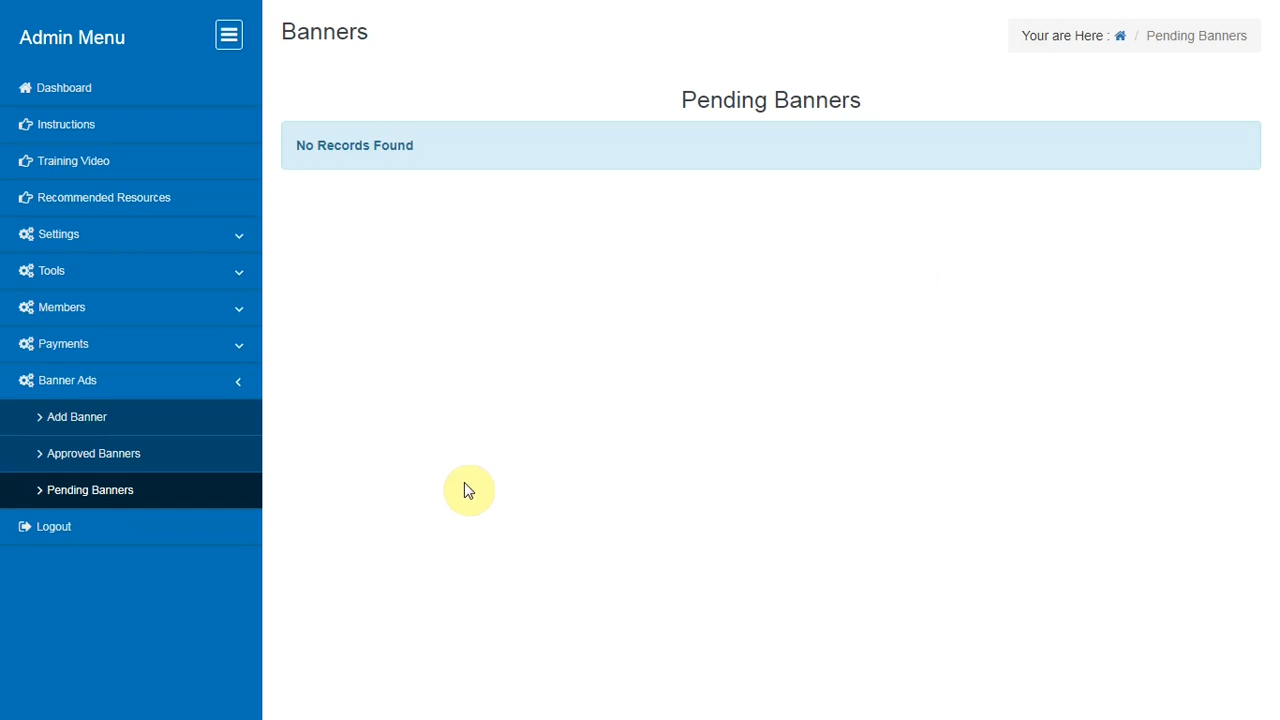 Admin Menu
Dashboard
Instructions
Training Video
Recommended Resources
Settings
Tools
Members
Payments
Banner Ads
Add Banner
Approved Banners
Pending Banners
Logout
Banners
Your are Here : / Pending Banners
Pending Banners
No Records Found